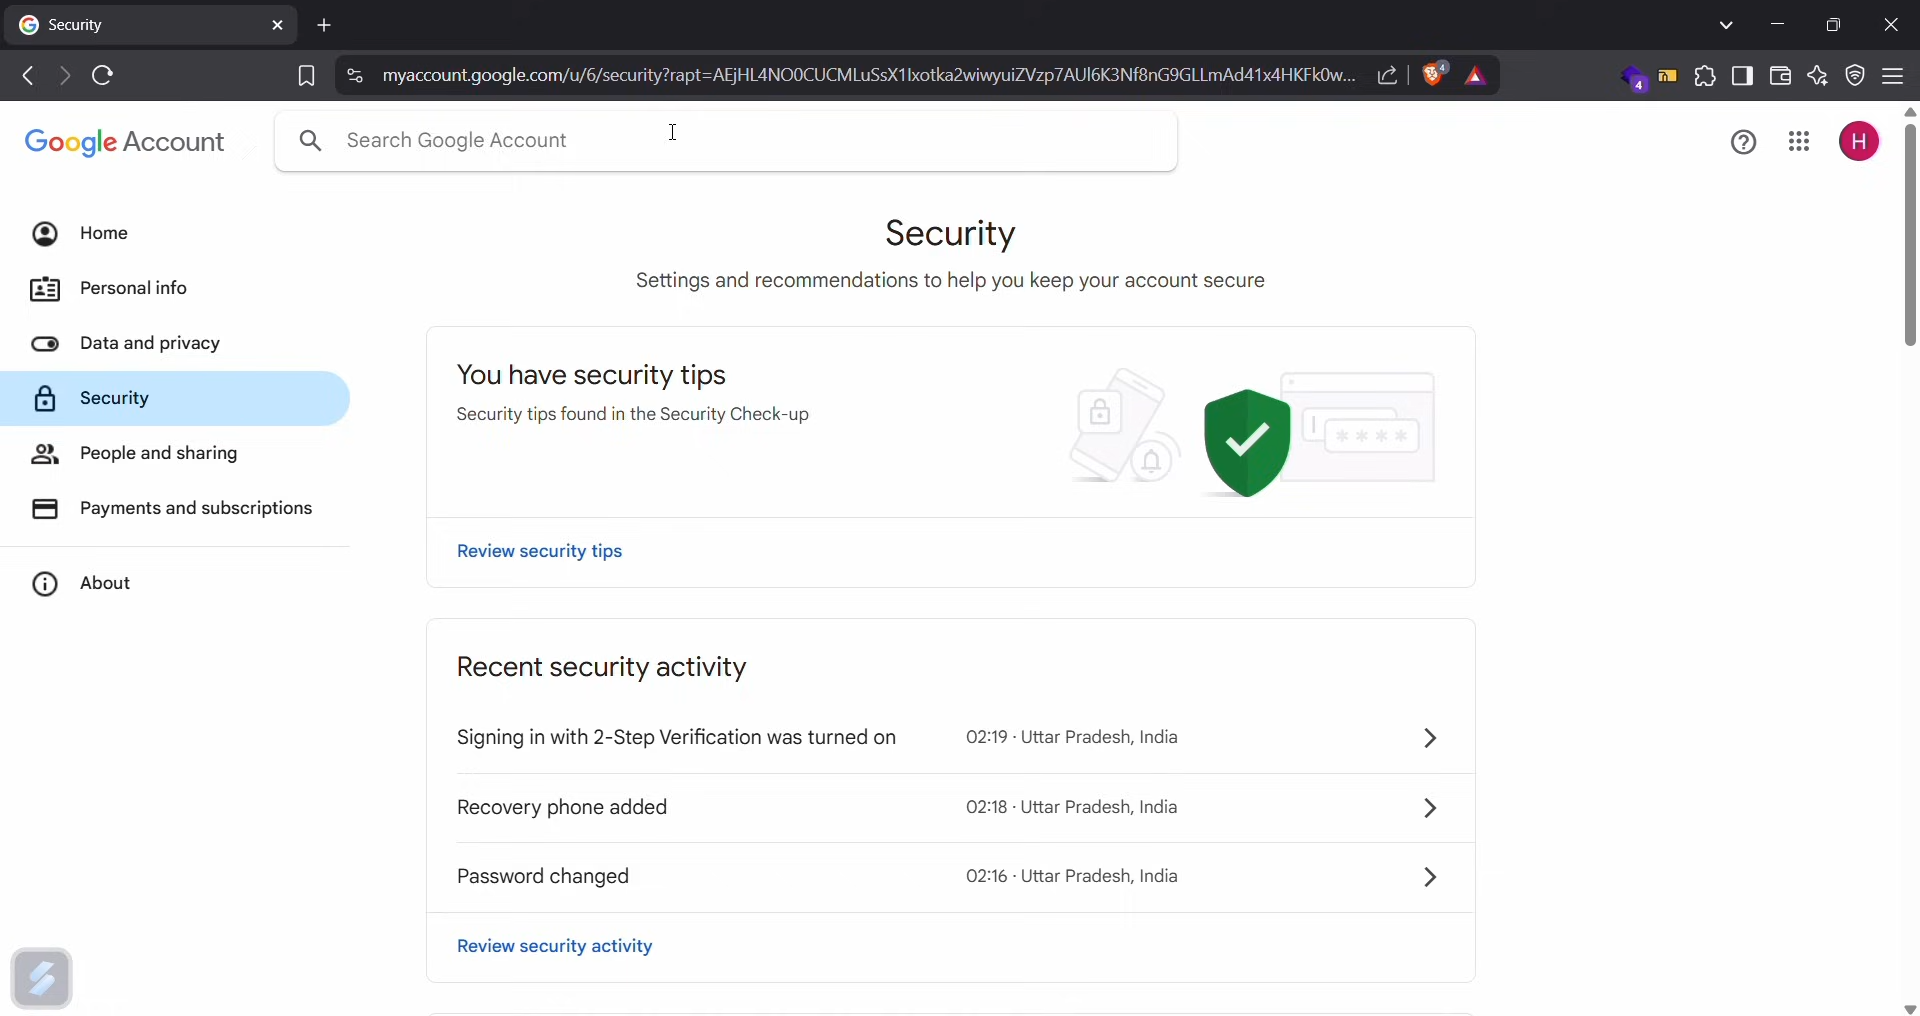 Security
myaccount.google.com/u/6/security?rapt=AEjHL4NO0CUCMLuSsX1Ixotka2wiwyuiZVzp7AUl6K3Nf8nG9GLLmAd41x4HKFk0w...
4
4
Google Account
Search Google Account
H
Home
Personal info
Data and privacy
Security
People and sharing
Payments and subscriptions
About
Security
Settings and recommendations to help you keep your account secure
You have security tips
Security tips found in the Security Check-up
* * * *
Review security tips
Recent security activity
Signing in with 2-Step Verification was turned on 02:19 · Uttar Pradesh, India
Recovery phone added 02:18 · Uttar Pradesh, India
Password changed 02:16 · Uttar Pradesh, India
Review security activity